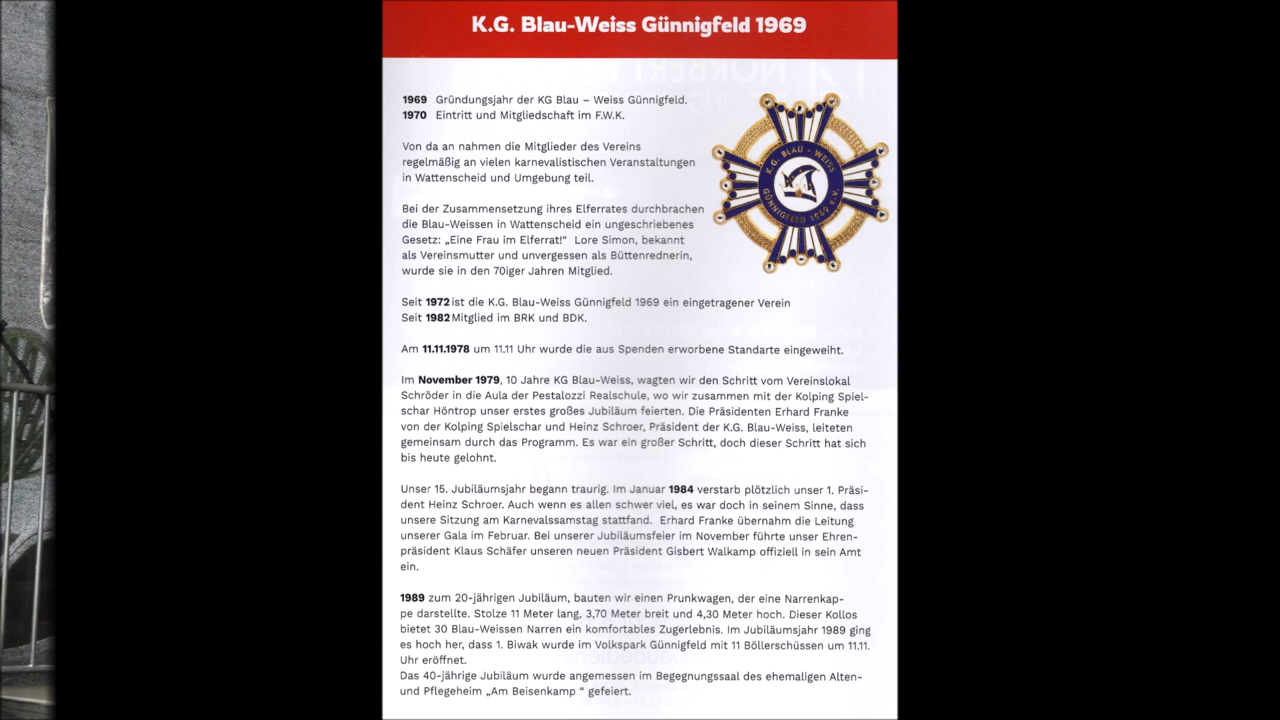 K.G. Blau-Weiss Günnigfeld 1969
1969 Gründungsjahr der KG Blau – Weiss Günnigfeld.
1970 Eintritt und Mitgliedschaft im F.W.K.
Von da an nahmen die Mitglieder des Vereins
regelmäßig an vielen karnevalistischen Veranstaltungen
in Wattenscheid und Umgebung teil.
K.G. BLAU - WEISS
GÜNNIGFELD 1969 e.V.
Bei der Zusammensetzung ihres Elferrates durchbrachen
die Blau-Weissen in Wattenscheid ein ungeschriebenes
Gesetz: „Eine Frau im Elferrat!“ Lore Simon, bekannt
als Vereinsmutter und unvergessen als Büttenrednerin,
wurde sie in den 70iger Jahren Mitglied.
Seit 1972 ist die K.G. Blau-Weiss Günnigfeld 1969 ein eingetragener Verein
Seit 1982 Mitglied im BRK und BDK.
Am 11.11.1978 um 11.11 Uhr wurde die aus Spenden erworbene Standarte eingeweiht.
Im November 1979, 10 Jahre KG Blau-Weiss, wagten wir den Schritt vom Vereinslokal
Schröder in die Aula der Pestalozzi Realschule, wo wir zusammen mit der Kolping Spiel-
schar Höntrop unser erstes großes Jubiläum feierten. Die Präsidenten Erhard Franke
von der Kolping Spielschar und Heinz Schroer, Präsident der K.G. Blau-Weiss, leiteten
gemeinsam durch das Programm. Es war ein großer Schritt, doch dieser Schritt hat sich
bis heute gelohnt.
Unser 15. Jubiläumsjahr begann traurig. Im Januar 1984 verstarb plötzlich unser 1. Präsi-
dent Heinz Schroer. Auch wenn es allen schwer viel, es war doch in seinem Sinne, dass
unsere Sitzung am Karnevalssamstag stattfand. Erhard Franke übernahm die Leitung
unserer Gala im Februar. Bei unserer Jubiläumsfeier im November führte unser Ehren-
präsident Klaus Schäfer unseren neuen Präsident Gisbert Walkamp offiziell in sein Amt
ein.
1989 zum 20-jährigen Jubiläum, bauten wir einen Prunkwagen, der eine Narrenkap-
pe darstellte. Stolze 11 Meter lang, 3,70 Meter breit und 4,30 Meter hoch. Dieser Kollos
bietet 30 Blau-Weissen Narren ein komfortables Zugerlebnis. Im Jubiläumsjahr 1989 ging
es hoch her, dass 1. Biwak wurde im Volkspark Günnigfeld mit 11 Böllerschüssen um 11.11.
Uhr eröffnet.
Das 40-jährige Jubiläum wurde angemessen im Begegnungssaal des ehemaligen Alten-
und Pflegeheim „Am Beisenkamp “ gefeiert.